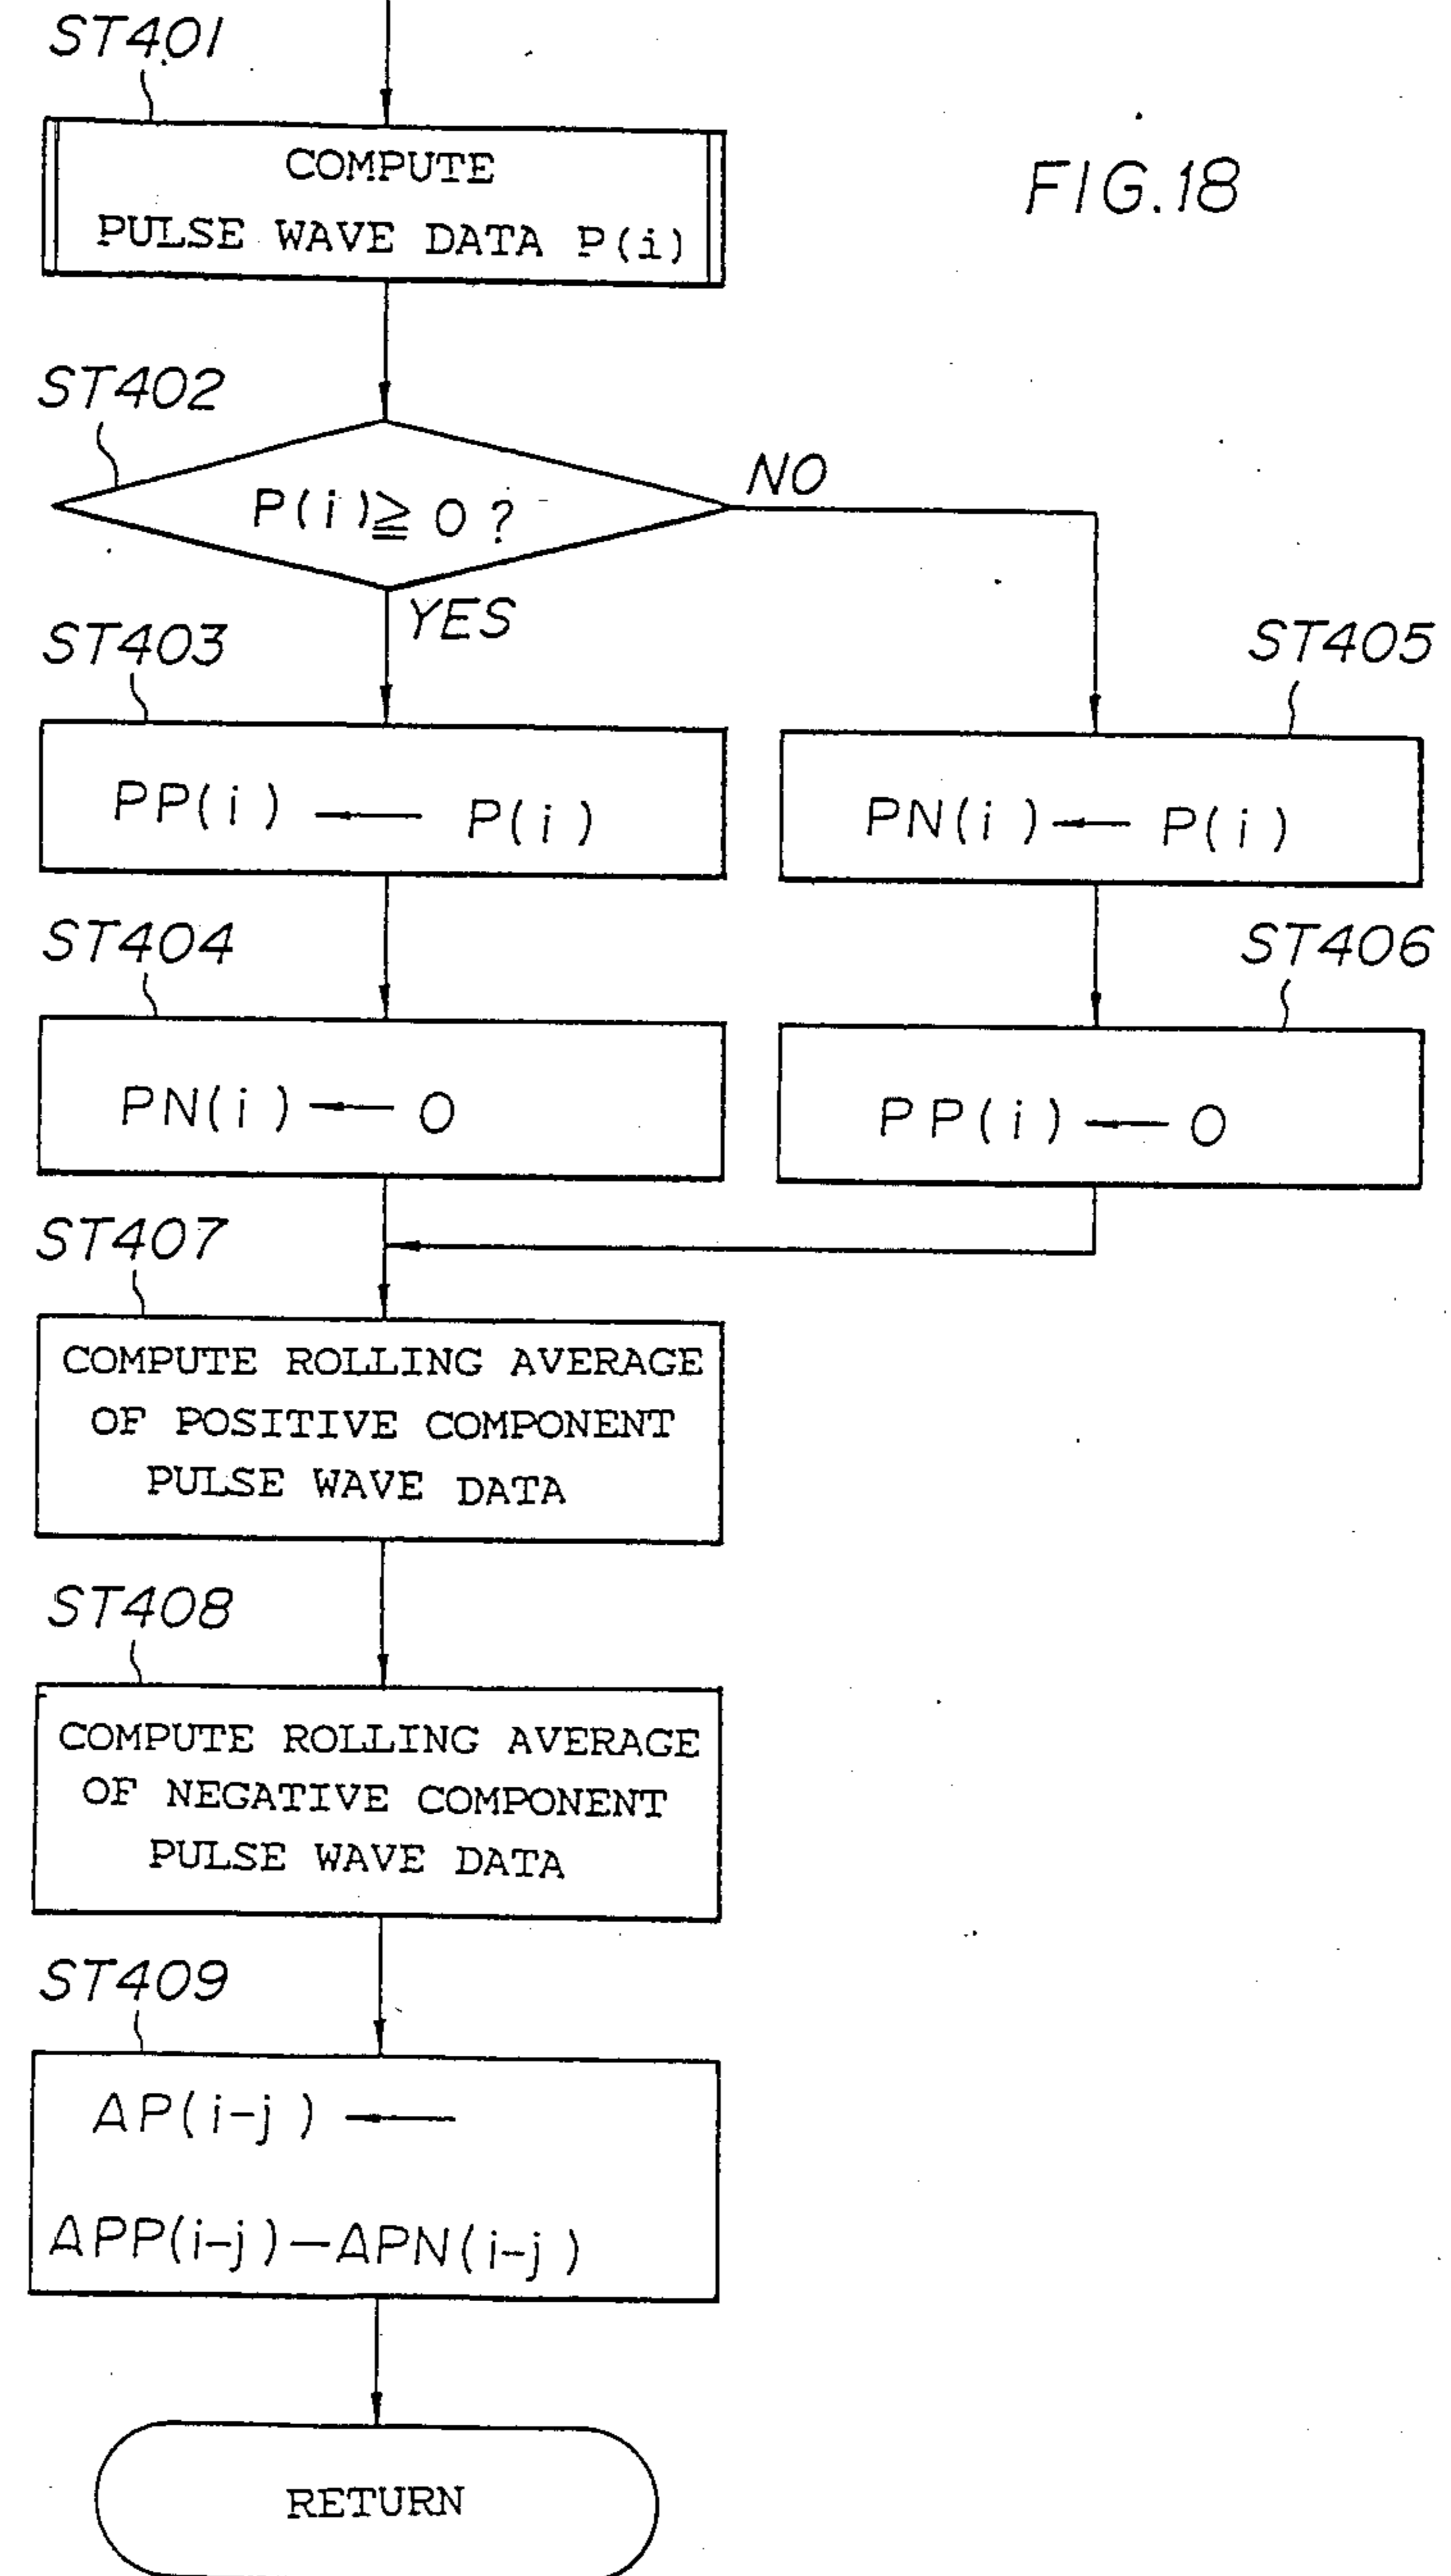 ST401
COMPUTE
PULSE WAVE DATA P(i)
FIG.18
ST402
P(i)≧0?
NO
YES
ST403
PP(i) ← P(i)
ST405
PN(i) ← P(i)
ST404
PN(i) ← 0
ST406
PP(i) ← 0
ST407
COMPUTE ROLLING AVERAGE
OF POSITIVE COMPONENT
PULSE WAVE DATA
ST408
COMPUTE ROLLING AVERAGE
OF NEGATIVE COMPONENT
PULSE WAVE DATA
ST409
AP(i-j) ←
APP(i-j)-APN(i-j)
RETURN